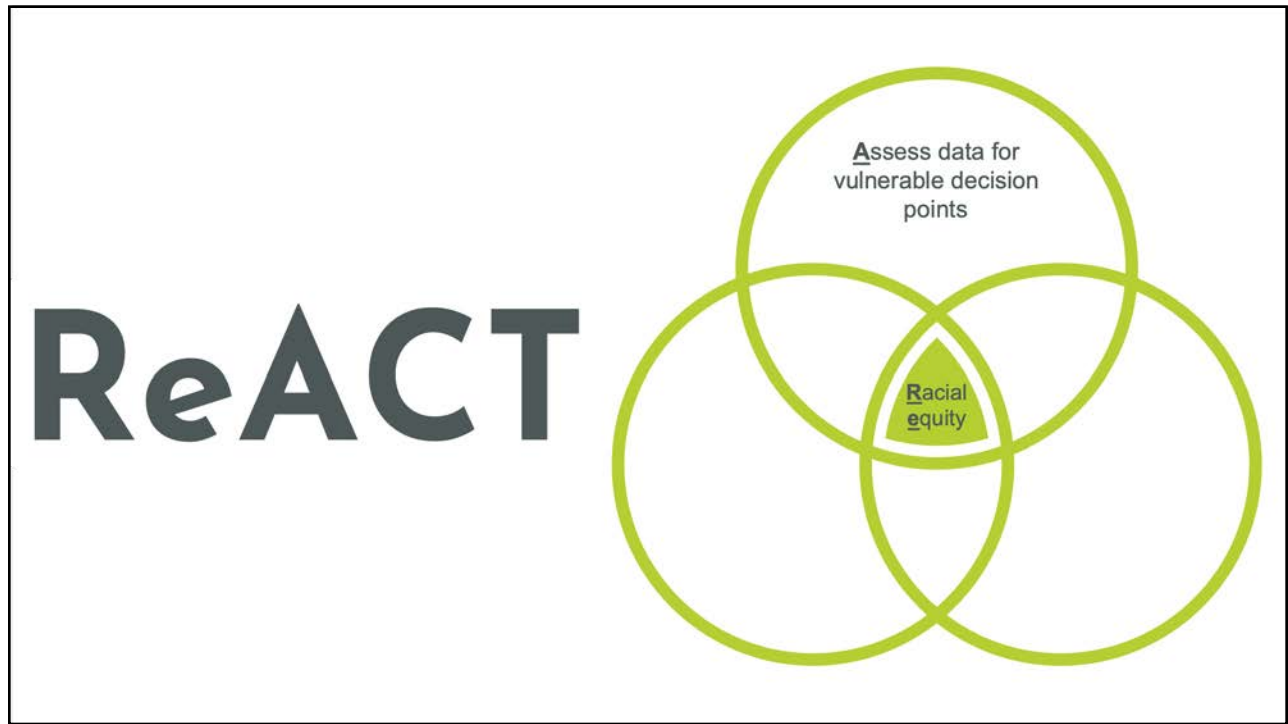 ReACT
Assess data for
vulnerable decision
points
Racial
equity